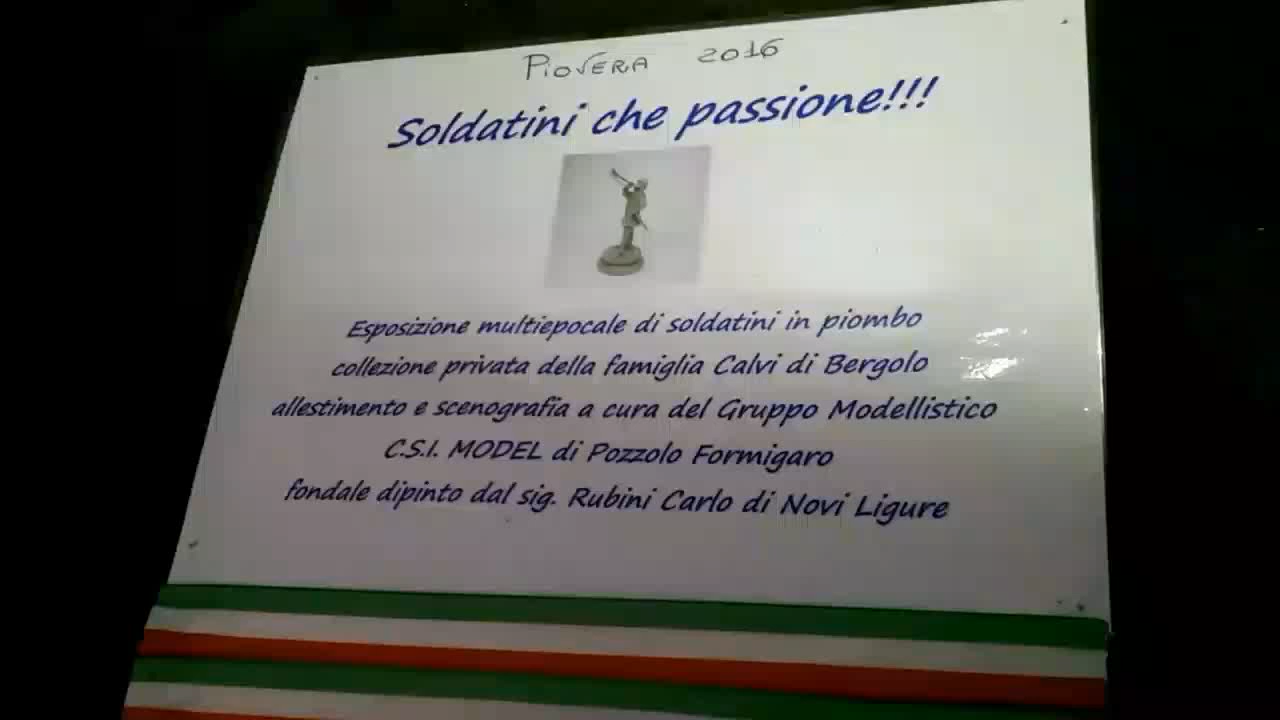 PIOVERA 2016
Soldatini che passione!!!
Esposizione multiepocale di soldatini in piombo
collezione privata della famiglia Calvi di Bergolo
allestimento e scenografia a cura del Gruppo Modellistico
C.S.I. MODEL di Pozzolo Formigaro
fondale dipinto dal sig. Rubini Carlo di Novi Ligure